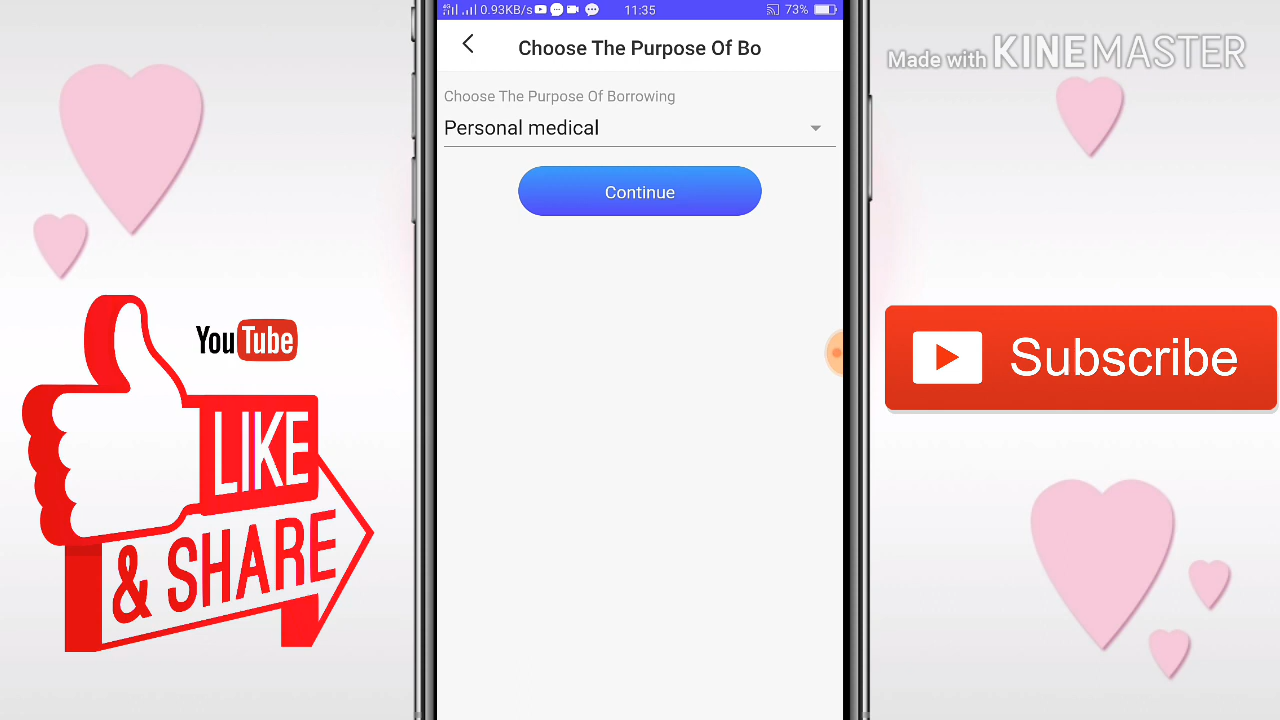 0.93KB/s
11:35
73%
Choose The Purpose Of Bo
Choose The Purpose Of Borrowing
Personal medical
Continue
Made with KINEMASTER
YouTube
LIKE
& SHARE
Subscribe